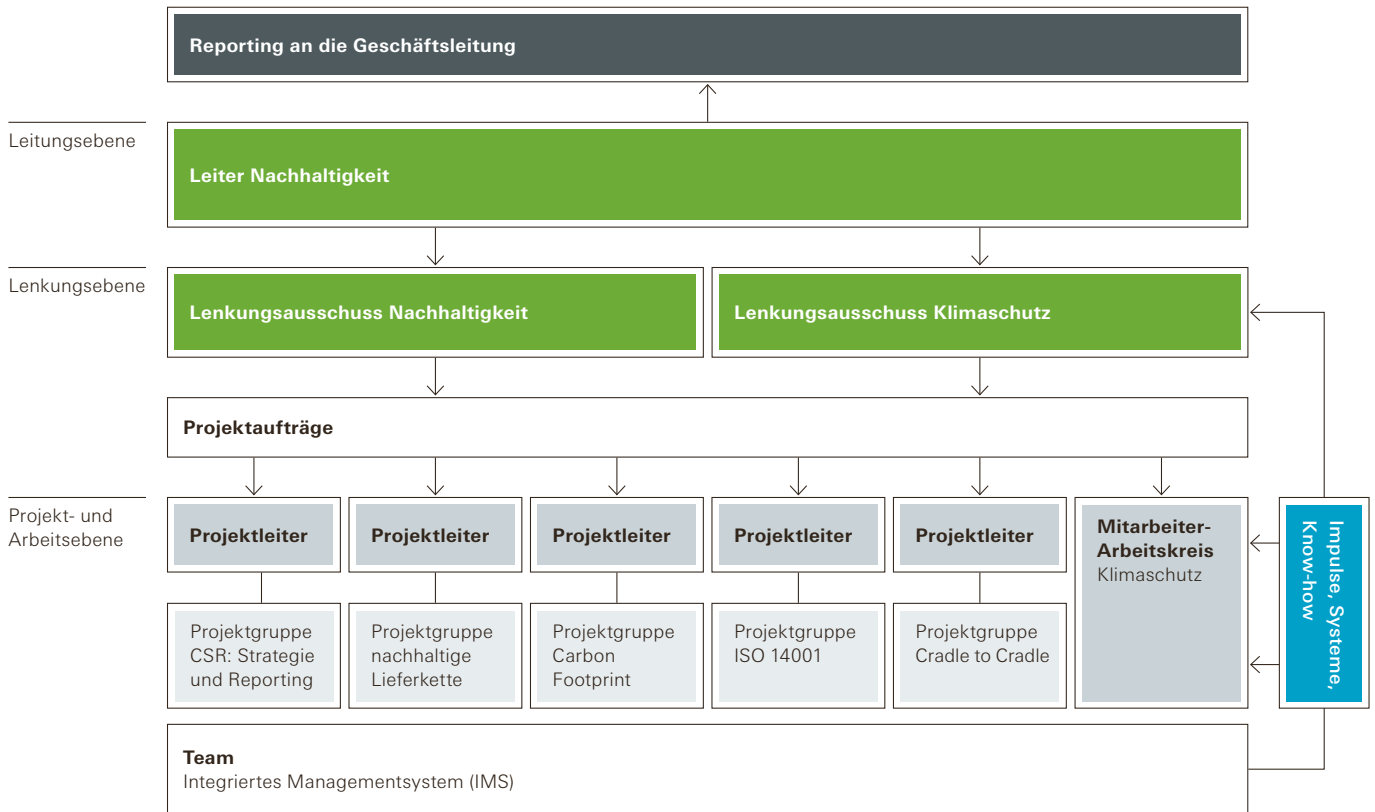 Reporting an die Geschäftsleitung
Leitungsebene
Leiter Nachhaltigkeit
Lenkungsebene
Lenkungsausschuss Nachhaltigkeit
Lenkungsausschuss Klimaschutz
Projektaufträge
Projekt- und
Arbeitsebene
Projektleiter
Projektleiter
Projektleiter
Projektleiter
Projektleiter
Mitarbeiter-
Arbeitskreis
Klimaschutz
Impulse, Systeme,
Know-how
Projektgruppe
CSR: Strategie
und Reporting
Projektgruppe
nachhaltige
Lieferkette
Projektgruppe
Carbon
Footprint
Projektgruppe
ISO 14001
Projektgruppe
Cradle to Cradle
Team
Integriertes Managementsystem (IMS)